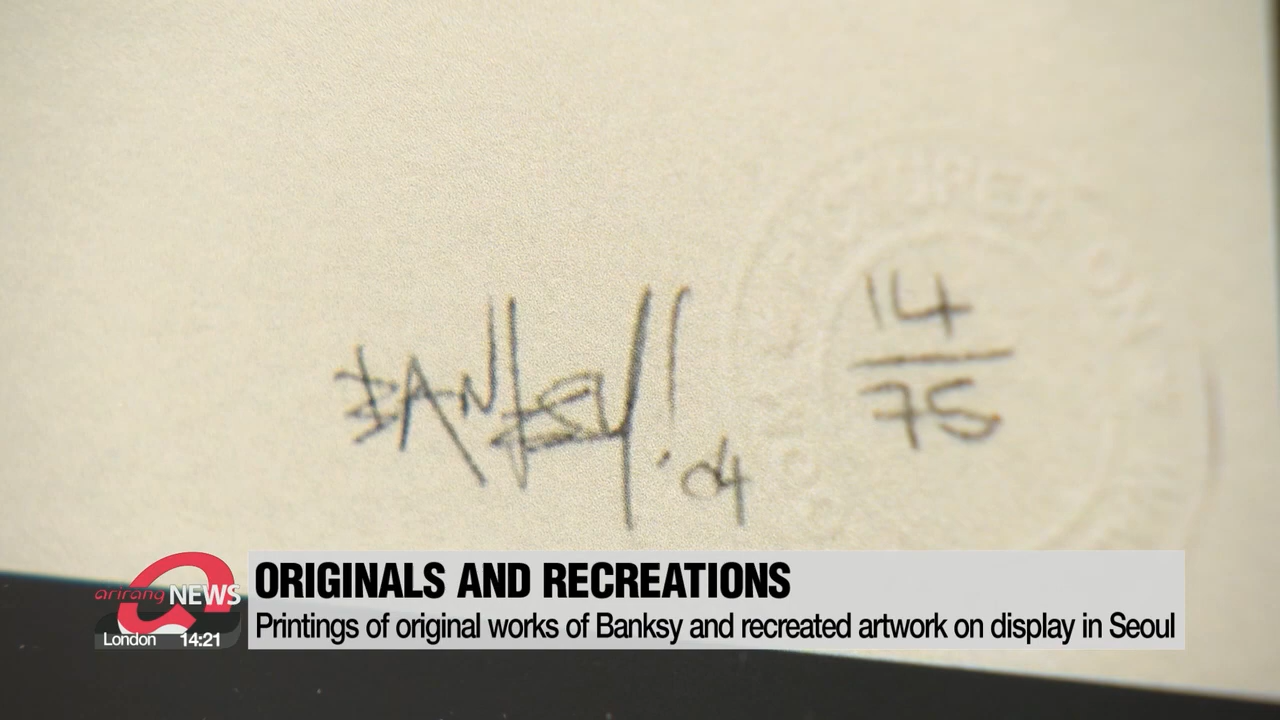 BANKSY! '04
14
75
ORIGINALS AND RECREATIONS
Printings of original works of Banksy and recreated artwork on display in Seoul
arirang NEWS
London 14:21